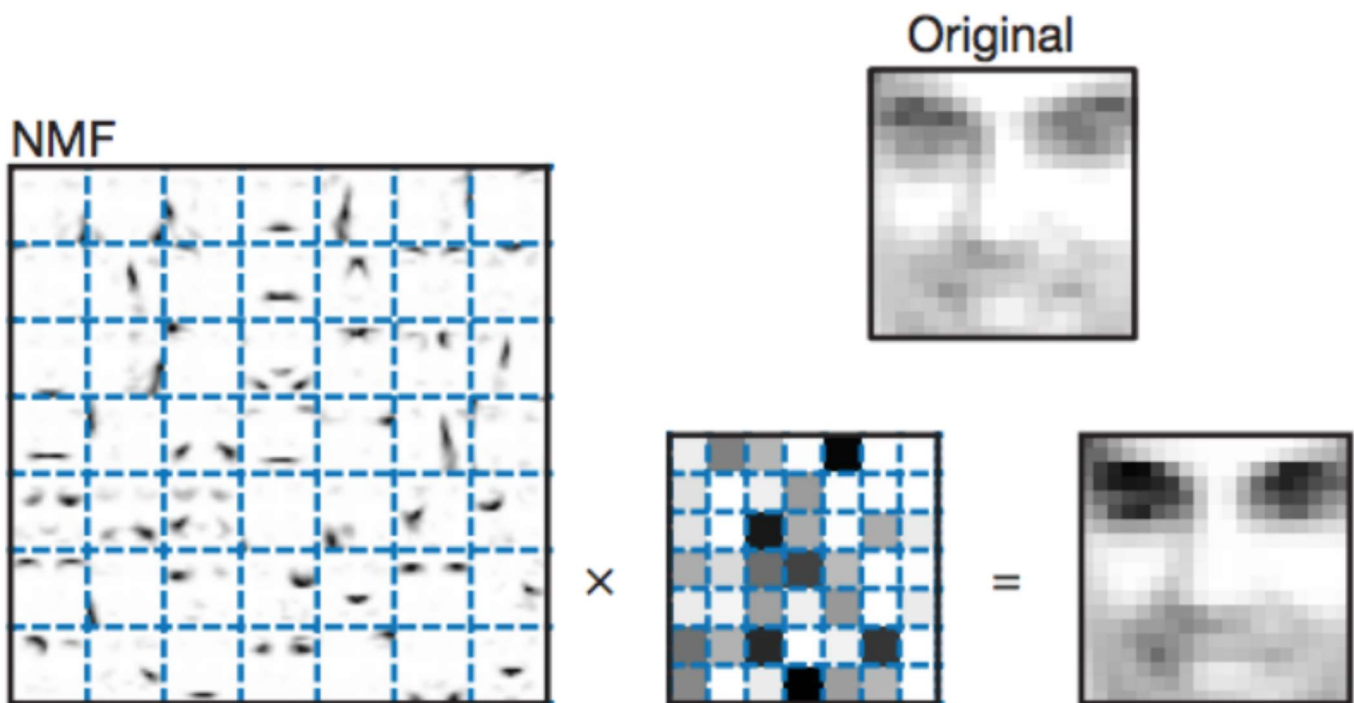 Original
NMF
×
=